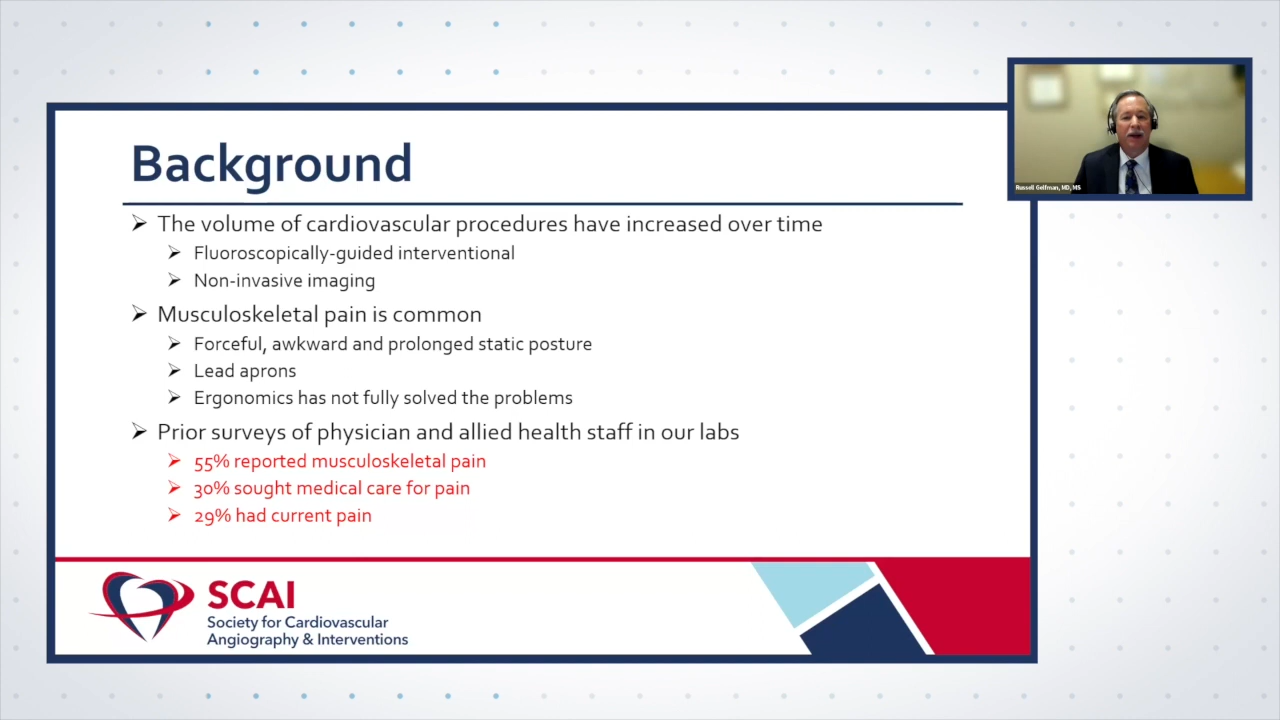 Background
The volume of cardiovascular procedures have increased over time
Fluoroscopically-guided interventional
Non-invasive imaging
Musculoskeletal pain is common
Forceful, awkward and prolonged static posture
Lead aprons
Ergonomics has not fully solved the problems
Prior surveys of physician and allied health staff in our labs
55% reported musculoskeletal pain
30% sought medical care for pain
29% had current pain
SCAI
Society for Cardiovascular
Angiography & Interventions
Russell Gelfman, MD, MS